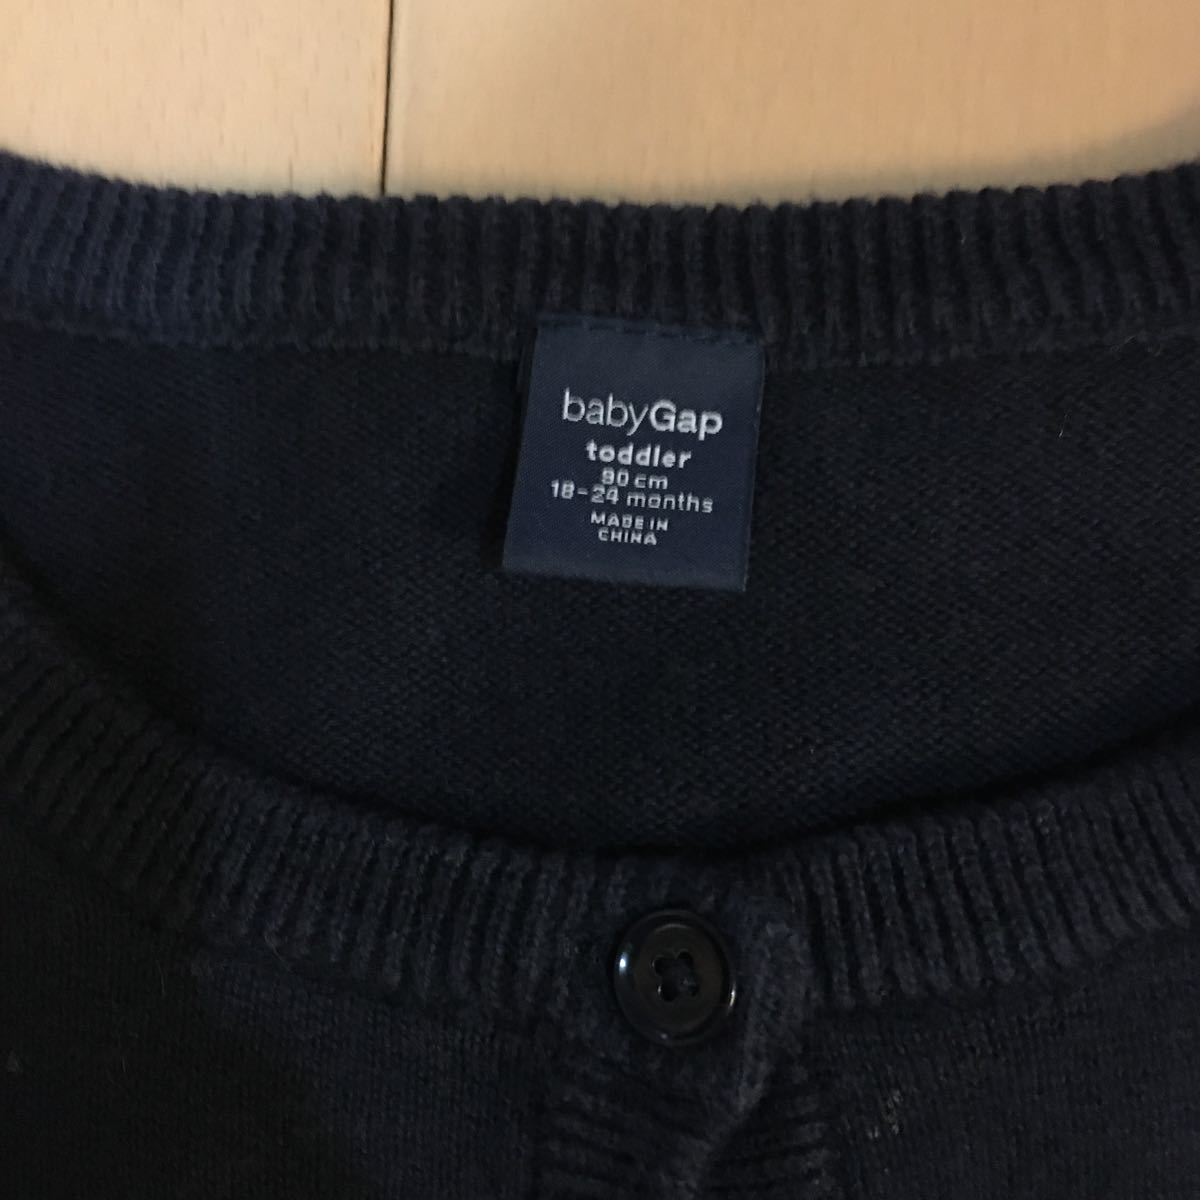 babyGap
toddler
90 cm
18-24 months
MADE IN
CHINA